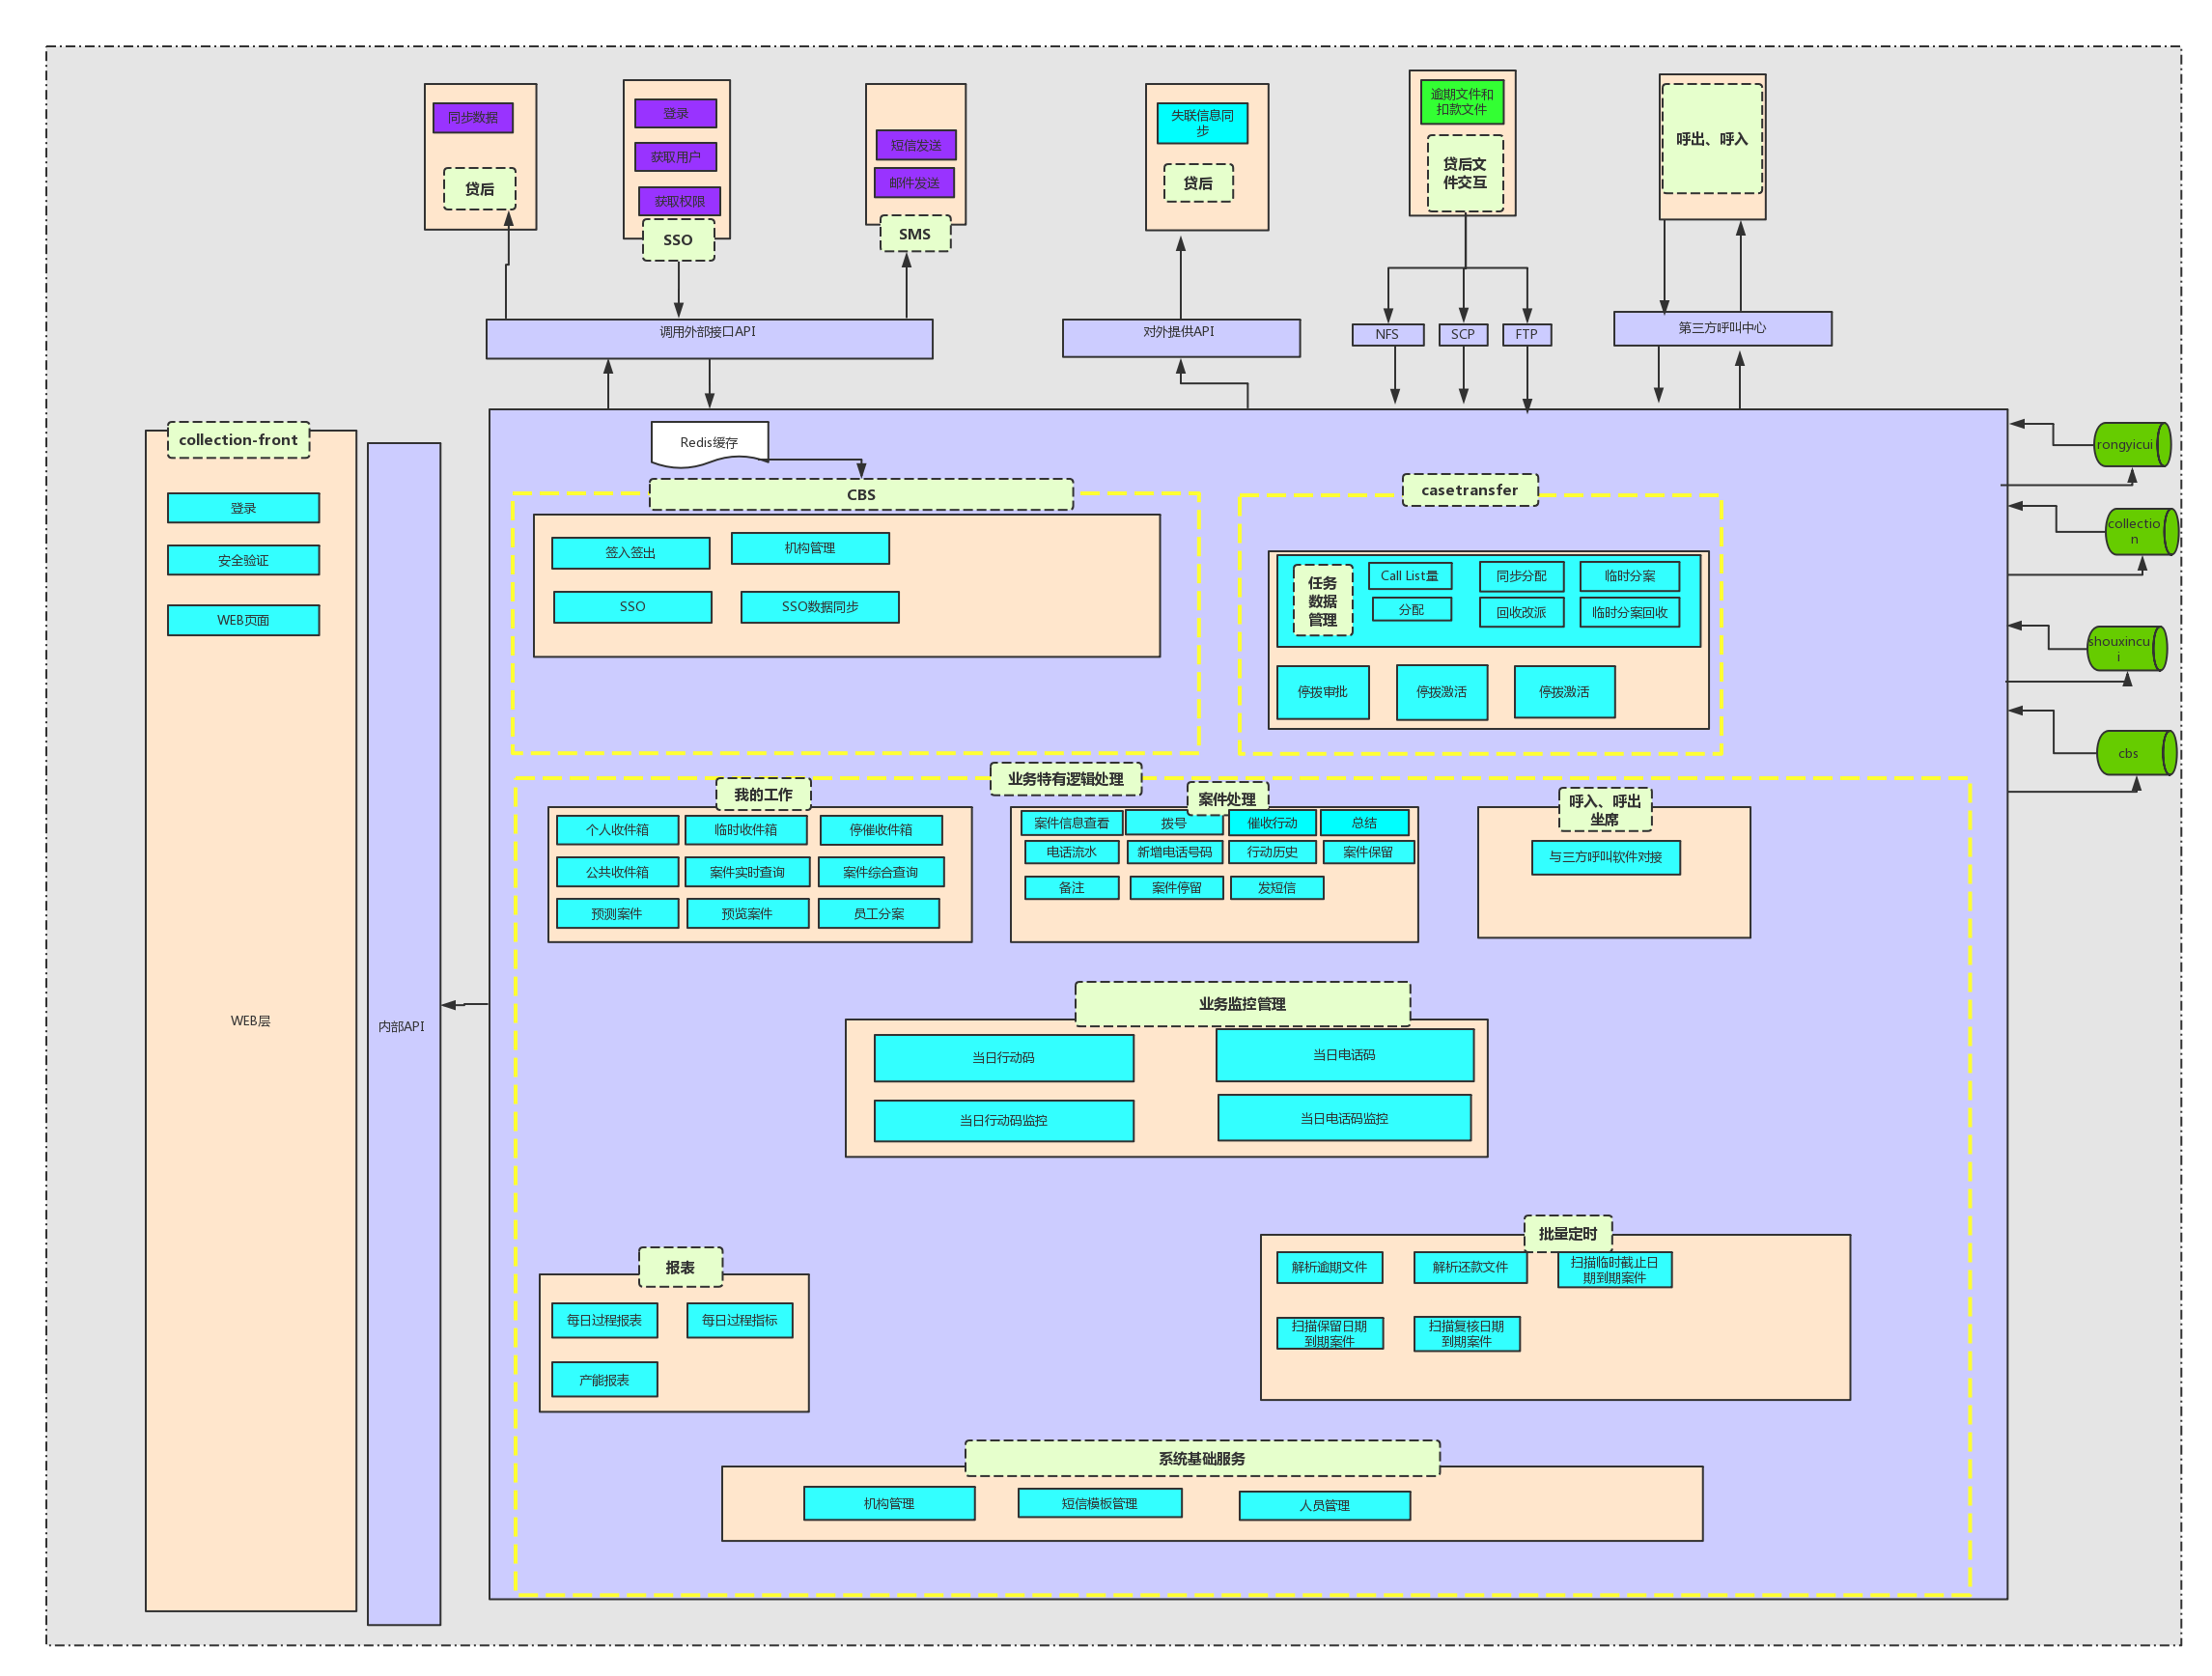 同步数据
贷后
登录
获取用户
获取权限
SSO
短信发送
邮件发送
SMS
失联信息同
步
贷后
逾期文件和
扣款文件
贷后文
件交互
呼出、呼入
调用外部接口API
对外提供API
NFS
SCP
FTP
第三方呼叫中心
collection-front
登录
安全验证
WEB页面
WEB层
内部API
Redis缓存
CBS
签入签出
机构管理
SSO
SSO数据同步
casetransfer
任务
数据
管理
Call List量
同步分配
临时分案
分配
回收改派
临时分案回收
停拨审批
停拨激活
停拨激活
rongyicui
collectio
n
shouxincu
i
cbs
业务特有逻辑处理
我的工作
个人收件箱
临时收件箱
停催收件箱
公共收件箱
案件实时查询
案件综合查询
预测案件
预览案件
员工分案
案件处理
案件信息查看
拨号
催收行动
总结
电话流水
新增电话号码
行动历史
案件保留
备注
案件停留
发短信
呼入、呼出
坐席
与三方呼叫软件对接
业务监控管理
当日行动码
当日电话码
当日行动码监控
当日电话码监控
报表
每日过程报表
每日过程指标
产能报表
批量定时
解析逾期文件
解析还款文件
扫描临时截止日
期到期案件
扫描保留日期
到期案件
扫描复核日期
到期案件
系统基础服务
机构管理
短信模板管理
人员管理